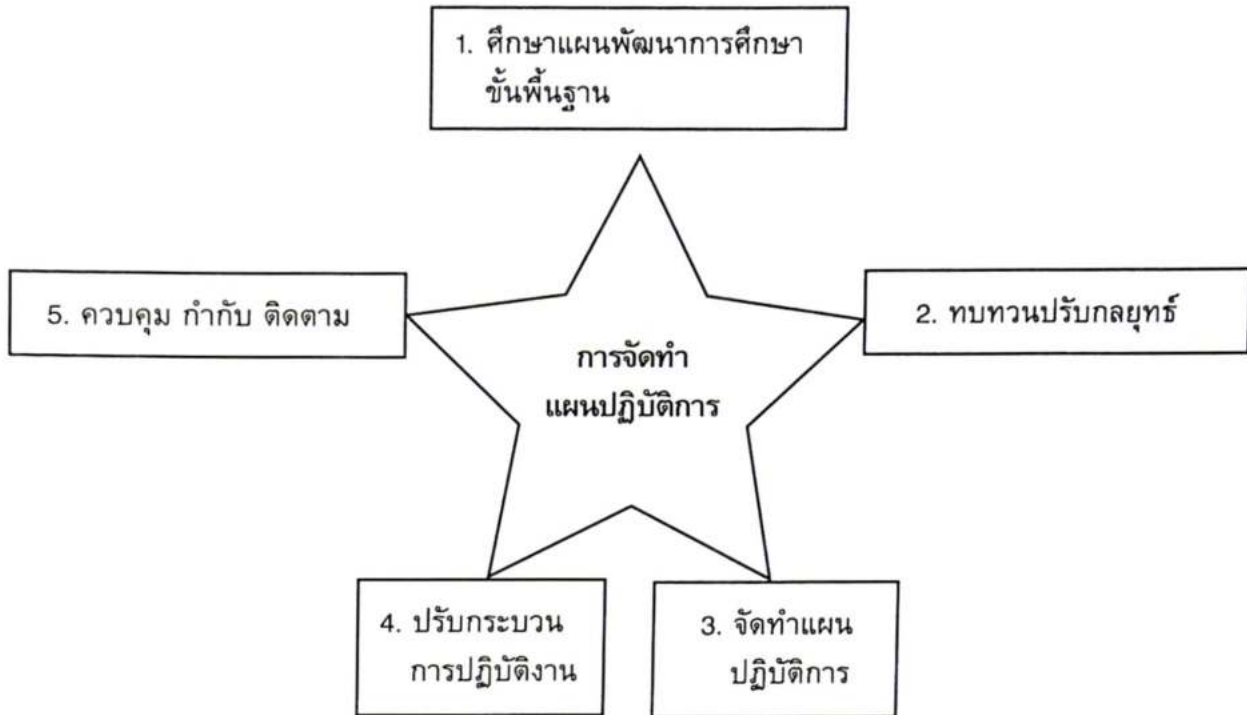 1. ศึกษาแผนพัฒนาการศึกษา
ขั้นพื้นฐาน
2. ทบทวนปรับกลยุทธ์
3. จัดทำแผน
ปฏิบัติการ
4. ปรับกระบวน
การปฏิบัติงาน
5. ควบคุม กำกับ ติดตาม
การจัดทำ
แผนปฏิบัติการ